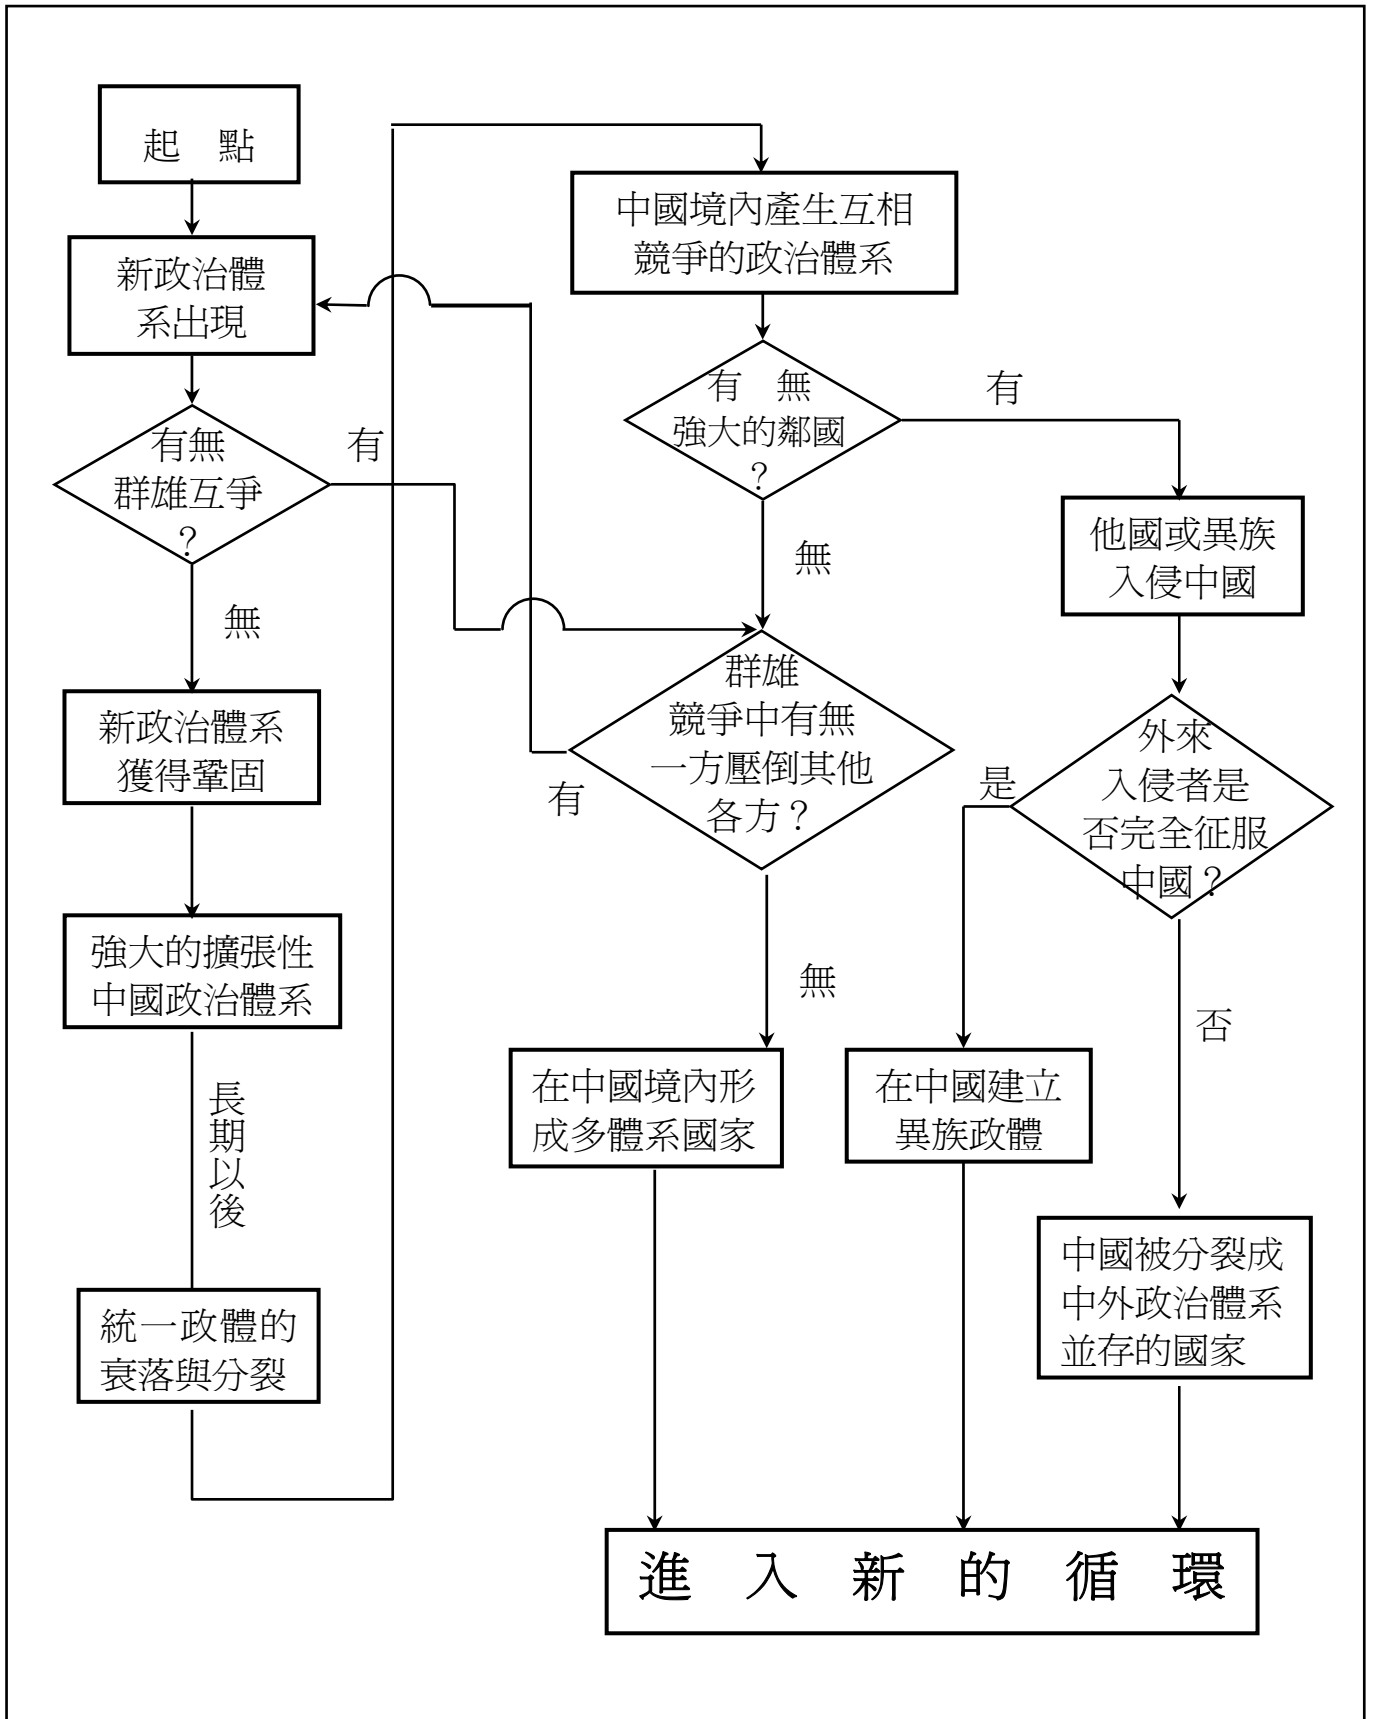 起　點
新政治體
系出現
有無
群雄互爭
？
有
無
新政治體系
獲得鞏固
強大的擴張性
中國政治體系
長期以後
統一政體的
衰落與分裂
中國境內產生互相
競爭的政治體系
有　無
強大的鄰國
？
有
無
群雄
競爭中有無
一方壓倒其他
各方？
有
無
在中國境內形
成多體系國家
他國或異族
入侵中國
外來
入侵者是
否完全征服
中國？
是
否
在中國建立
異族政體
中國被分裂成
中外政治體系
並存的國家
進　入　新　的　循　環